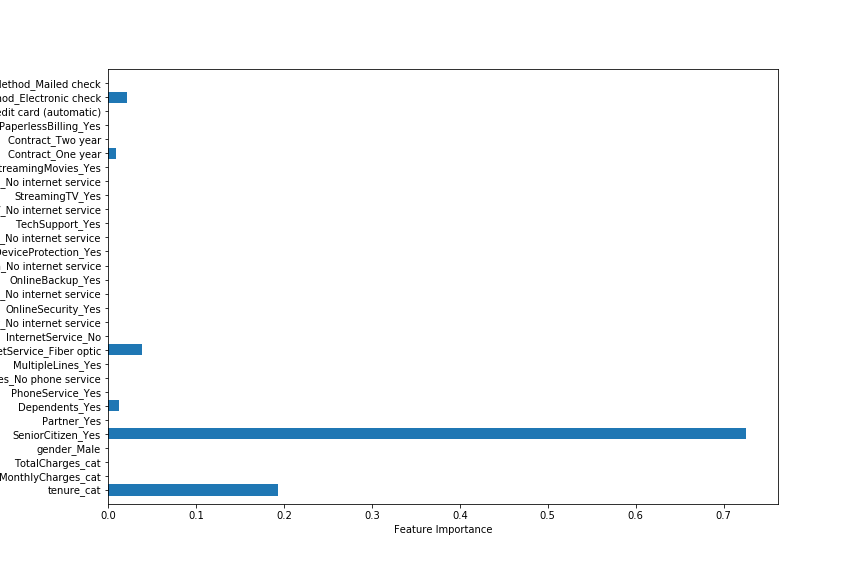 ethod_Mailed check
nod_Electronic check
edit card (automatic)
PaperlessBilling_Yes
Contract_Two year
Contract_One year
treamingMovies_Yes
_No internet service
StreamingTV_Yes
_No internet service
TechSupport_Yes
_No internet service
DeviceProtection_Yes
_No internet service
OnlineBackup_Yes
_No internet service
OnlineSecurity_Yes
_No internet service
InternetService_No
etService_Fiber optic
MultipleLines_Yes
es_No phone service
PhoneService_Yes
Dependents_Yes
Partner_Yes
SeniorCitizen_Yes
gender_Male
TotalCharges_cat
MonthlyCharges_cat
tenure_cat
0.0 0.1 0.2 0.3 0.4 0.5 0.6 0.7
Feature Importance